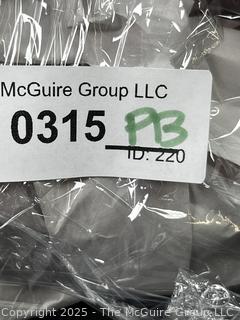 McGuire Group LLC
0315 PB
ID: 220
Copyright 2025 - The McGuire Group LLC